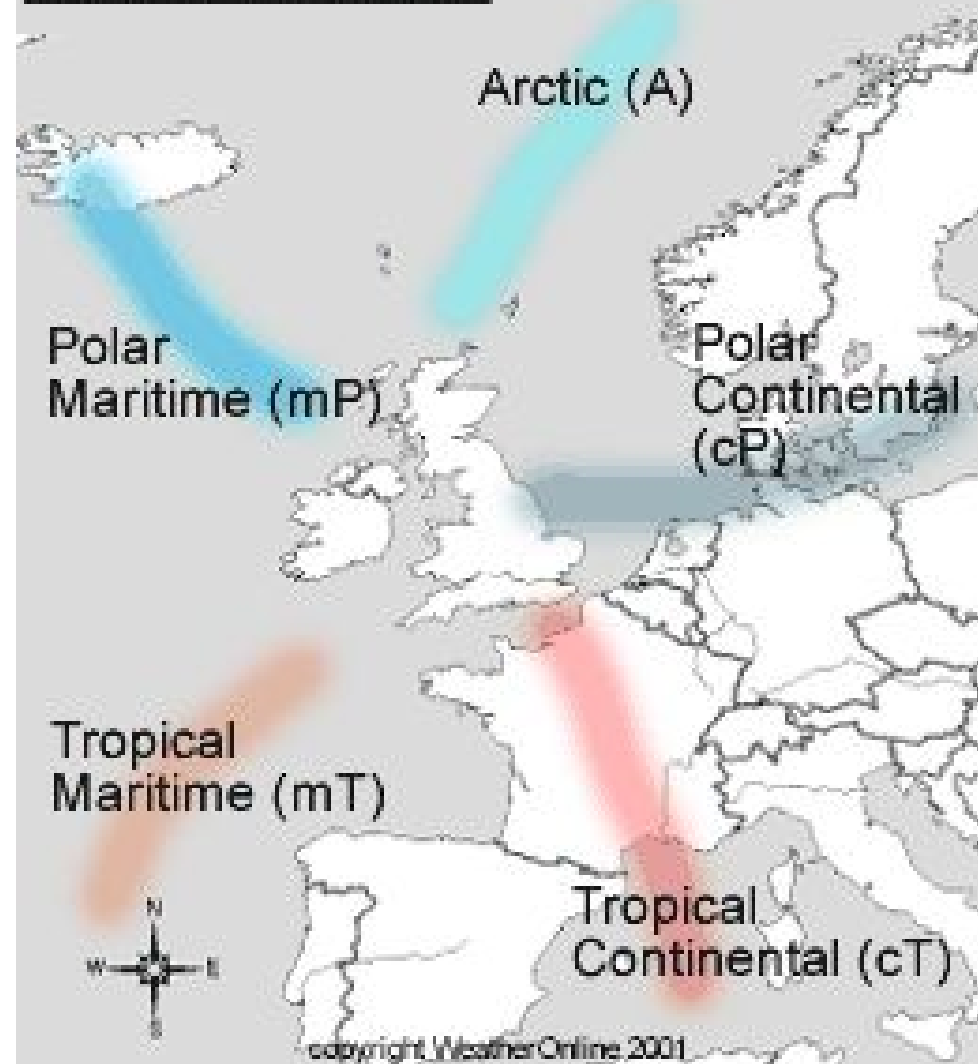 Arctic (A)
Polar
Maritime (mP)
Polar
Continental
(cP)
Tropical
Maritime (mT)
Tropical
Continental (cT)
N
W E
S
copyright WeatherOnline 2001